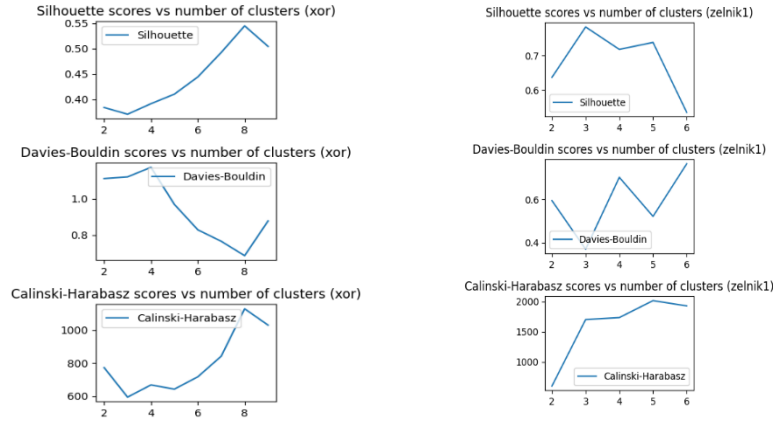 Silhouette scores vs number of clusters (xor)
0.55
0.50
0.45
0.40
Silhouette
2 4 6 8
Davies-Bouldin scores vs number of clusters (xor)
1.0
0.8
Davies-Bouldin
2 4 6 8
Calinski-Harabasz scores vs number of clusters (xor)
1000
800
600
Calinski-Harabasz
2 4 6 8
Silhouette scores vs number of clusters (zelnik1)
0.7
0.6
Silhouette
2 3 4 5 6
Davies-Bouldin scores vs number of clusters (zelnik1)
0.6
0.4
Davies-Bouldin
2 3 4 5 6
Calinski-Harabasz scores vs number of clusters (zelnik1)
2000
1500
1000
Calinski-Harabasz
2 3 4 5 6